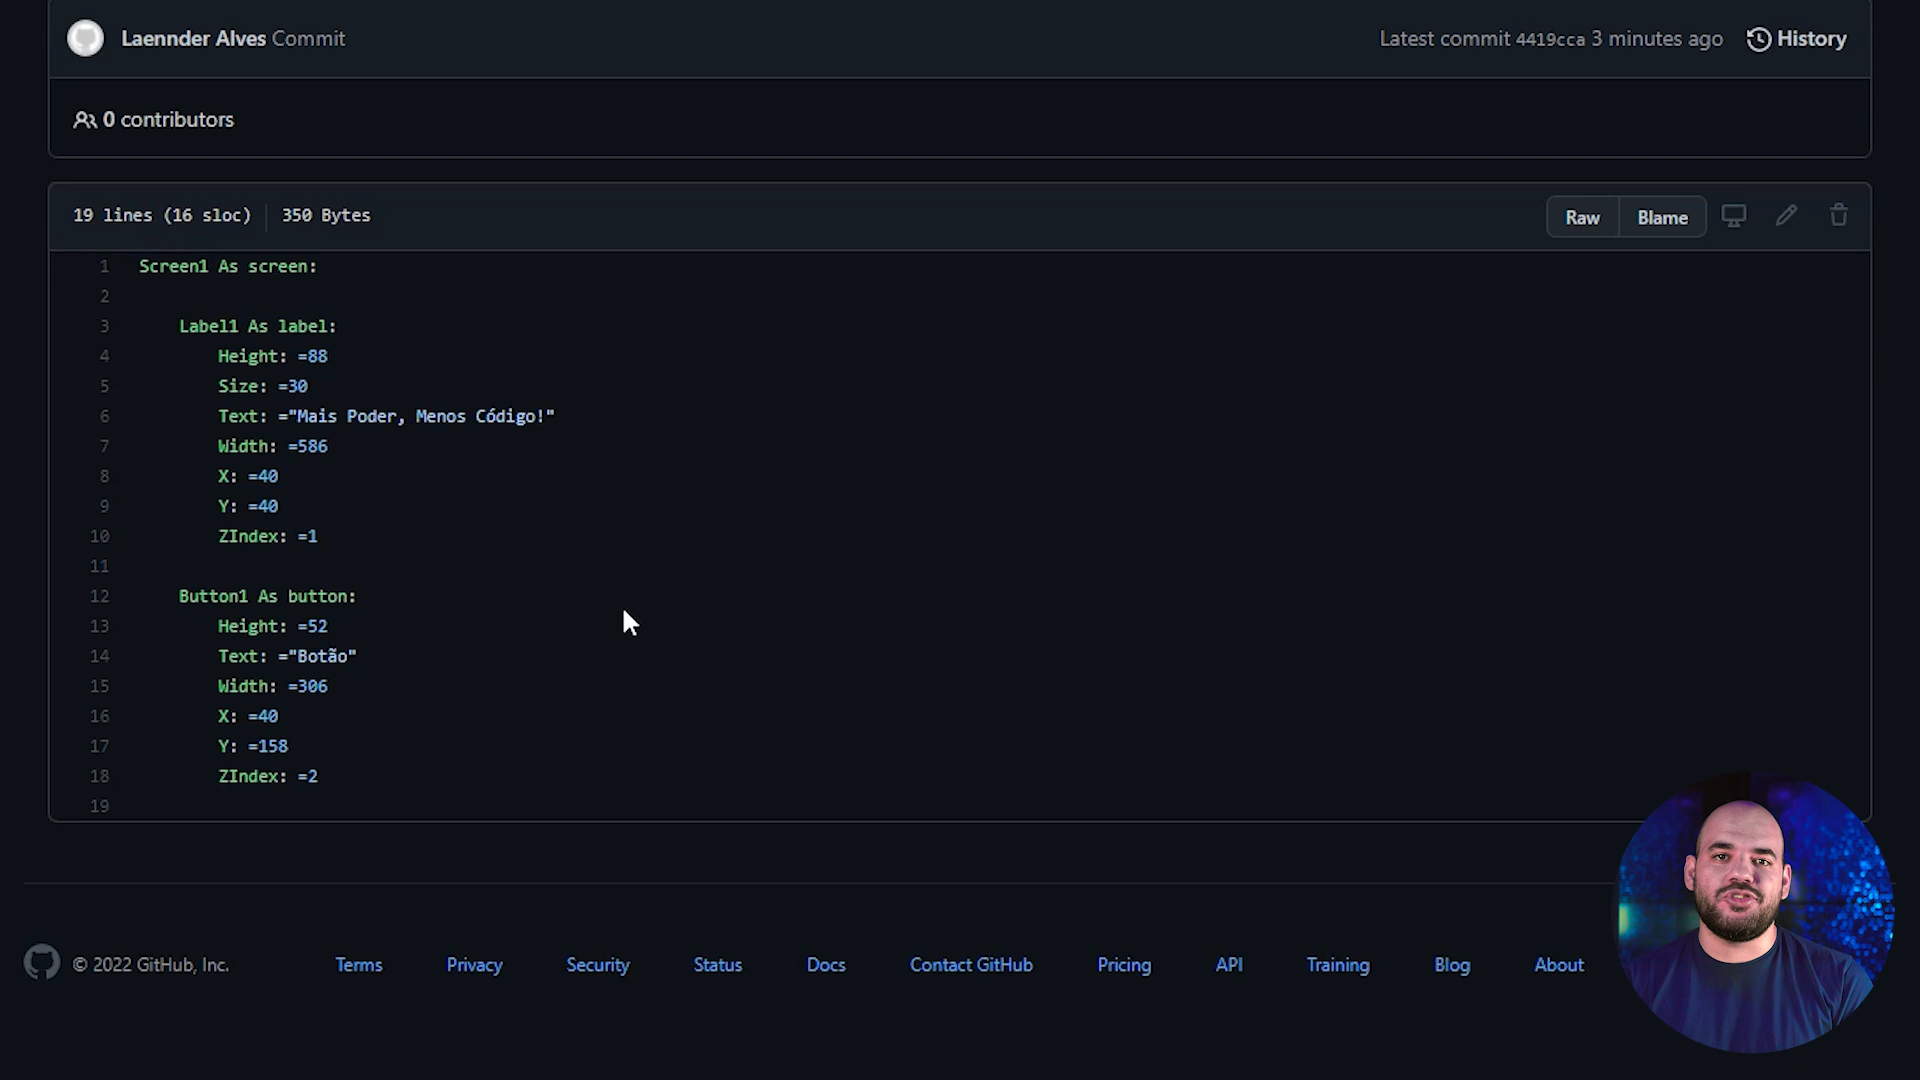 Laennder Alves Commit
Latest commit 4419cca 3 minutes ago
History
0 contributors
19 lines (16 sloc)
350 Bytes
Raw
Blame
1 Screen1 As screen:
2
3 Label1 As label:
4 Height: =88
5 Size: =30
6 Text: ="Mais Poder, Menos Código!"
7 Width: =586
8 X: =40
9 Y: =40
10 ZIndex: =1
11
12 Button1 As button:
13 Height: =52
14 Text: ="Botão"
15 Width: =306
16 X: =40
17 Y: =158
18 ZIndex: =2
19
© 2022 GitHub, Inc.
Terms
Privacy
Security
Status
Docs
Contact GitHub
Pricing
API
Training
Blog
About